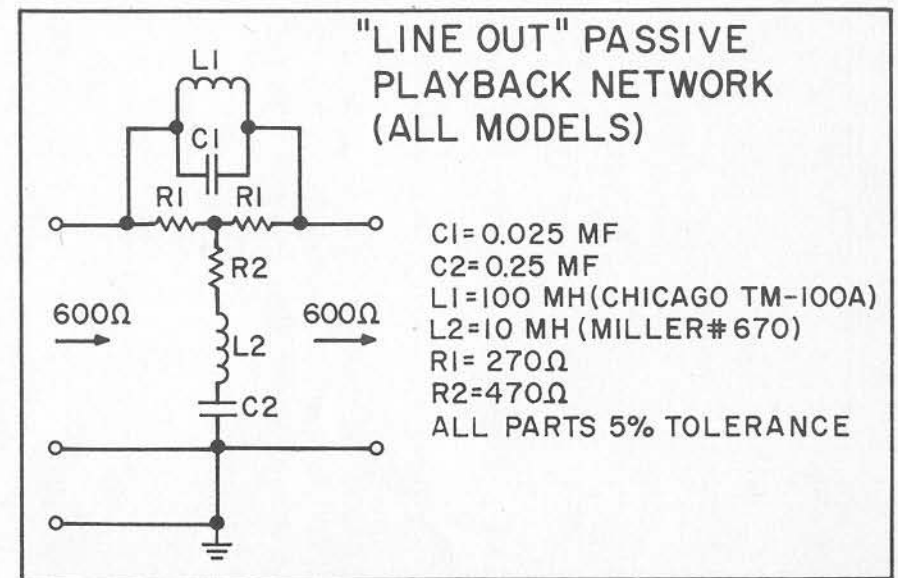 "LINE OUT" PASSIVE
PLAYBACK NETWORK
(ALL MODELS)
L1
C1
R1 R1
R2
600Ω
600Ω
L2
C2
C1=0.025 MF
C2=0.25 MF
L1=100 MH(CHICAGO TM-100A)
L2=10 MH (MILLER#670)
R1= 270Ω
R2=470Ω
ALL PARTS 5% TOLERANCE